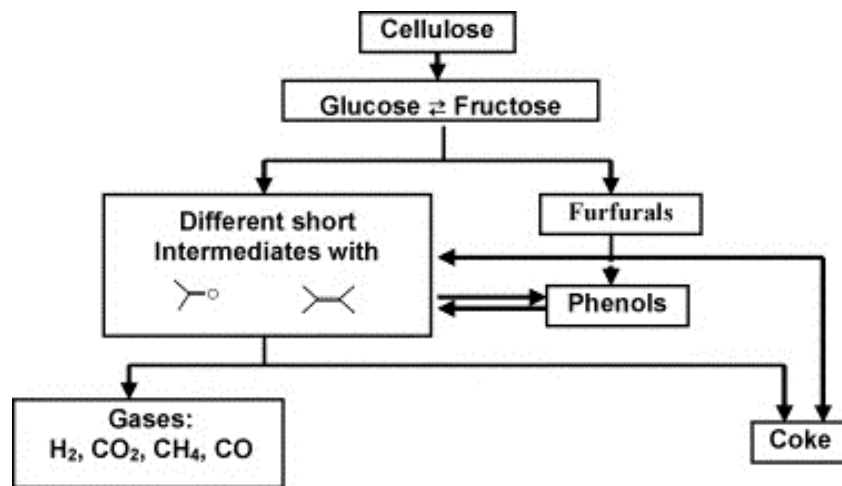 Cellulose
Glucose ⇄ Fructose
Different short
Intermediates with
O
Furfurals
Phenols
Gases:
H₂, CO₂, CH₄, CO
Coke